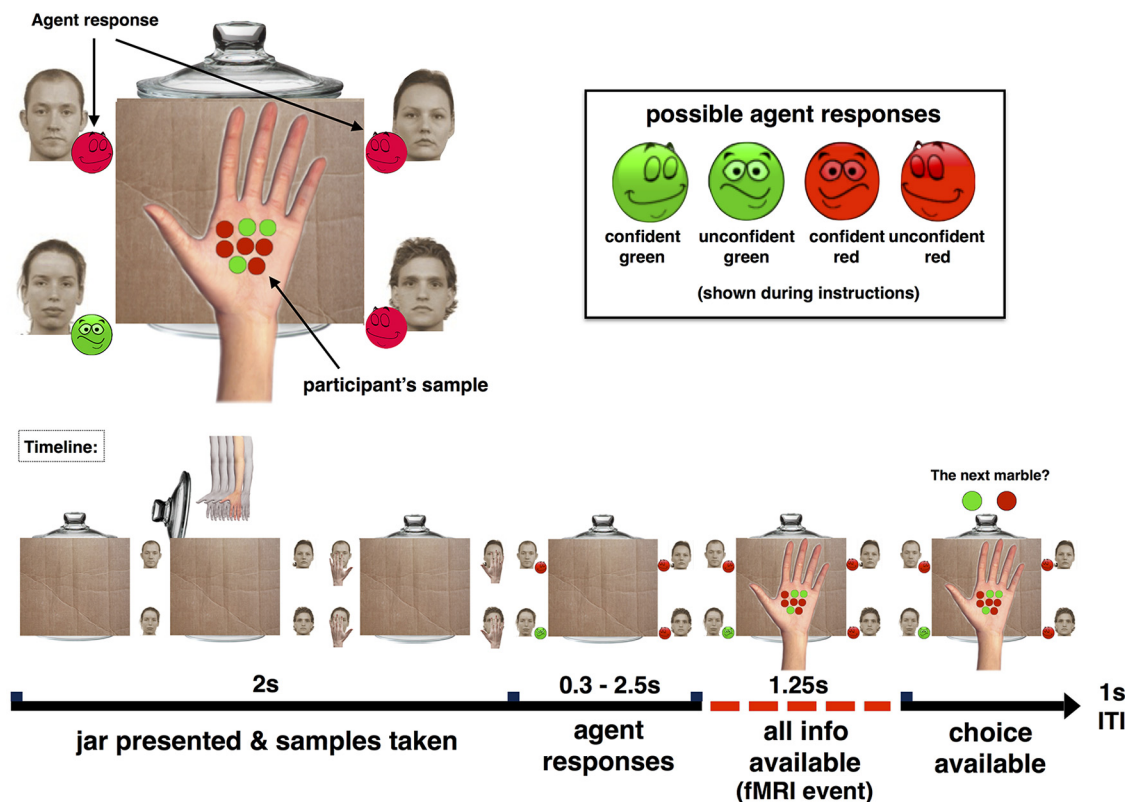 Agent response
participant's sample
possible agent responses
confident green
unconfident green
confident red
unconfident red
(shown during instructions)
Timeline:
The next marble?
2s
0.3 - 2.5s
1.25s
1s
ITI
jar presented & samples taken
agent
responses
all info
available
(fMRI event)
choice
available